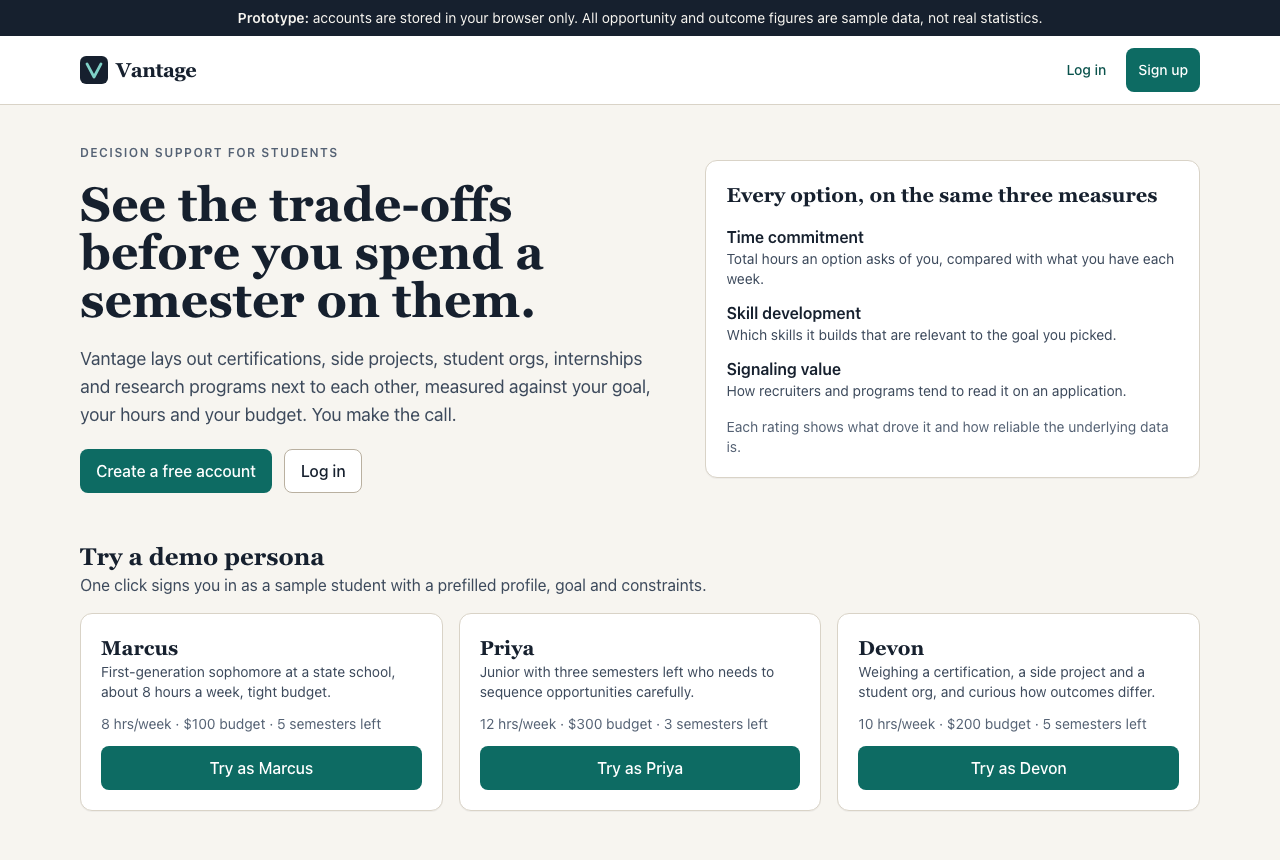 Prototype: accounts are stored in your browser only. All opportunity and outcome figures are sample data, not real statistics.
Vantage
Log in
Sign up
DECISION SUPPORT FOR STUDENTS
See the trade-offs
before you spend a
semester on them.
Vantage lays out certifications, side projects, student orgs, internships
and research programs next to each other, measured against your goal,
your hours and your budget. You make the call.
Create a free account
Log in
Every option, on the same three measures
Time commitment
Total hours an option asks of you, compared with what you have each
week.
Skill development
Which skills it builds that are relevant to the goal you picked.
Signaling value
How recruiters and programs tend to read it on an application.
Each rating shows what drove it and how reliable the underlying data
is.
Try a demo persona
One click signs you in as a sample student with a prefilled profile, goal and constraints.
Marcus
First-generation sophomore at a state school,
about 8 hours a week, tight budget.
8 hrs/week · $100 budget · 5 semesters left
Try as Marcus
Priya
Junior with three semesters left who needs to
sequence opportunities carefully.
12 hrs/week · $300 budget · 3 semesters left
Try as Priya
Devon
Weighing a certification, a side project and a
student org, and curious how outcomes differ.
10 hrs/week · $200 budget · 5 semesters left
Try as Devon